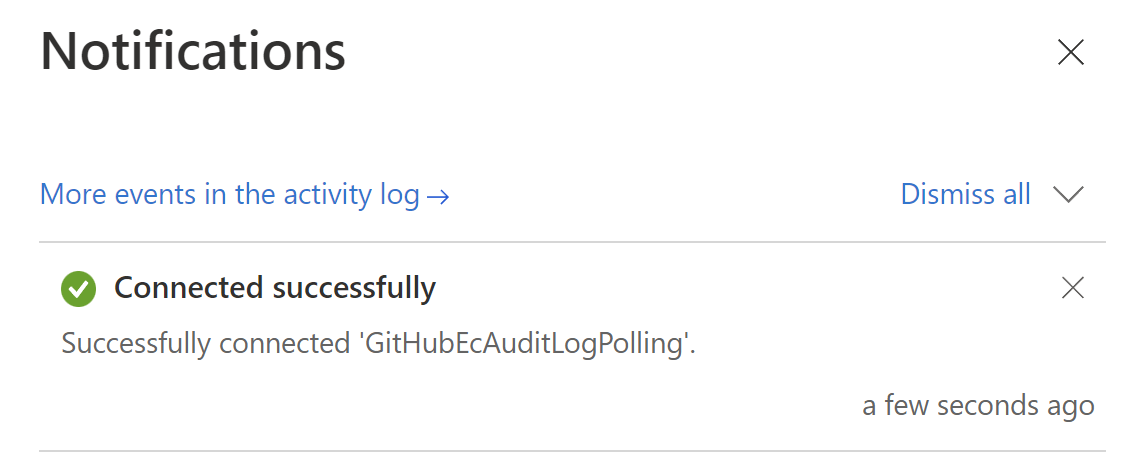 Notifications
More events in the activity log →
Dismiss all
Connected successfully
Successfully connected 'GitHubEcAuditLogPolling'.
a few seconds ago